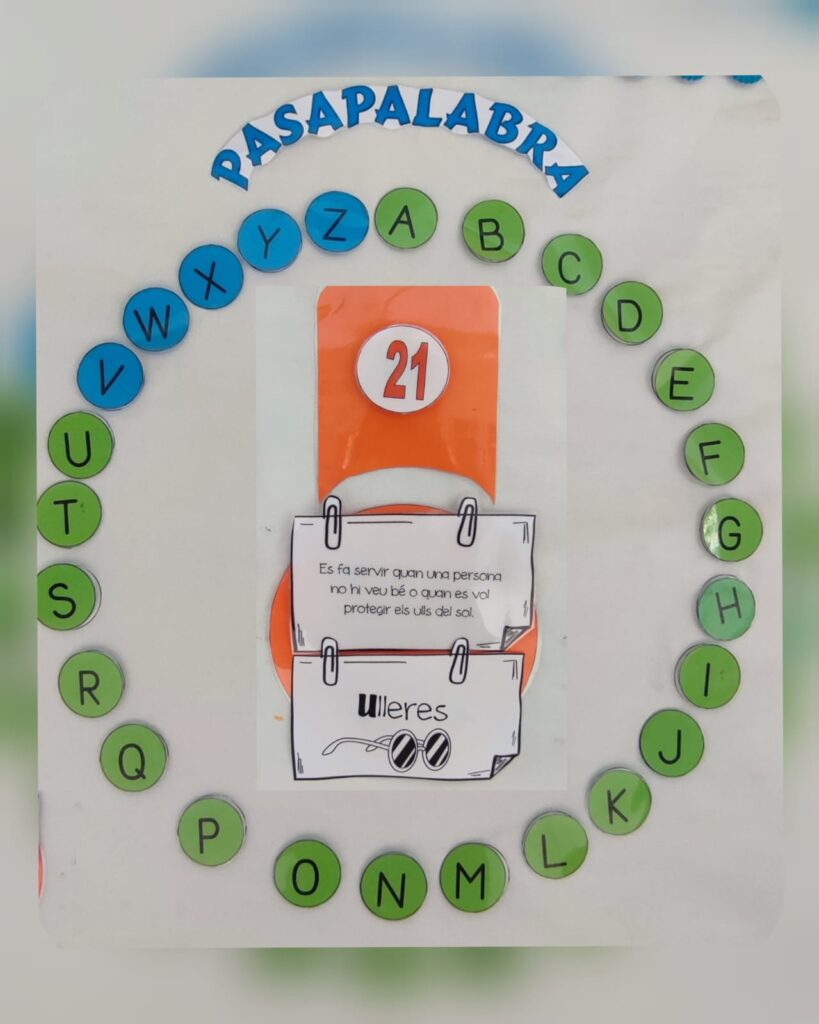 PASAPALABRA
A
B
C
D
E
F
G
H
I
J
K
L
M
N
O
P
Q
R
S
T
U
V
W
X
Y
Z
21
Es fa servir quan una persona
no hi veu bé o quan es vol
protegir els ulls del sol.
Ulleres